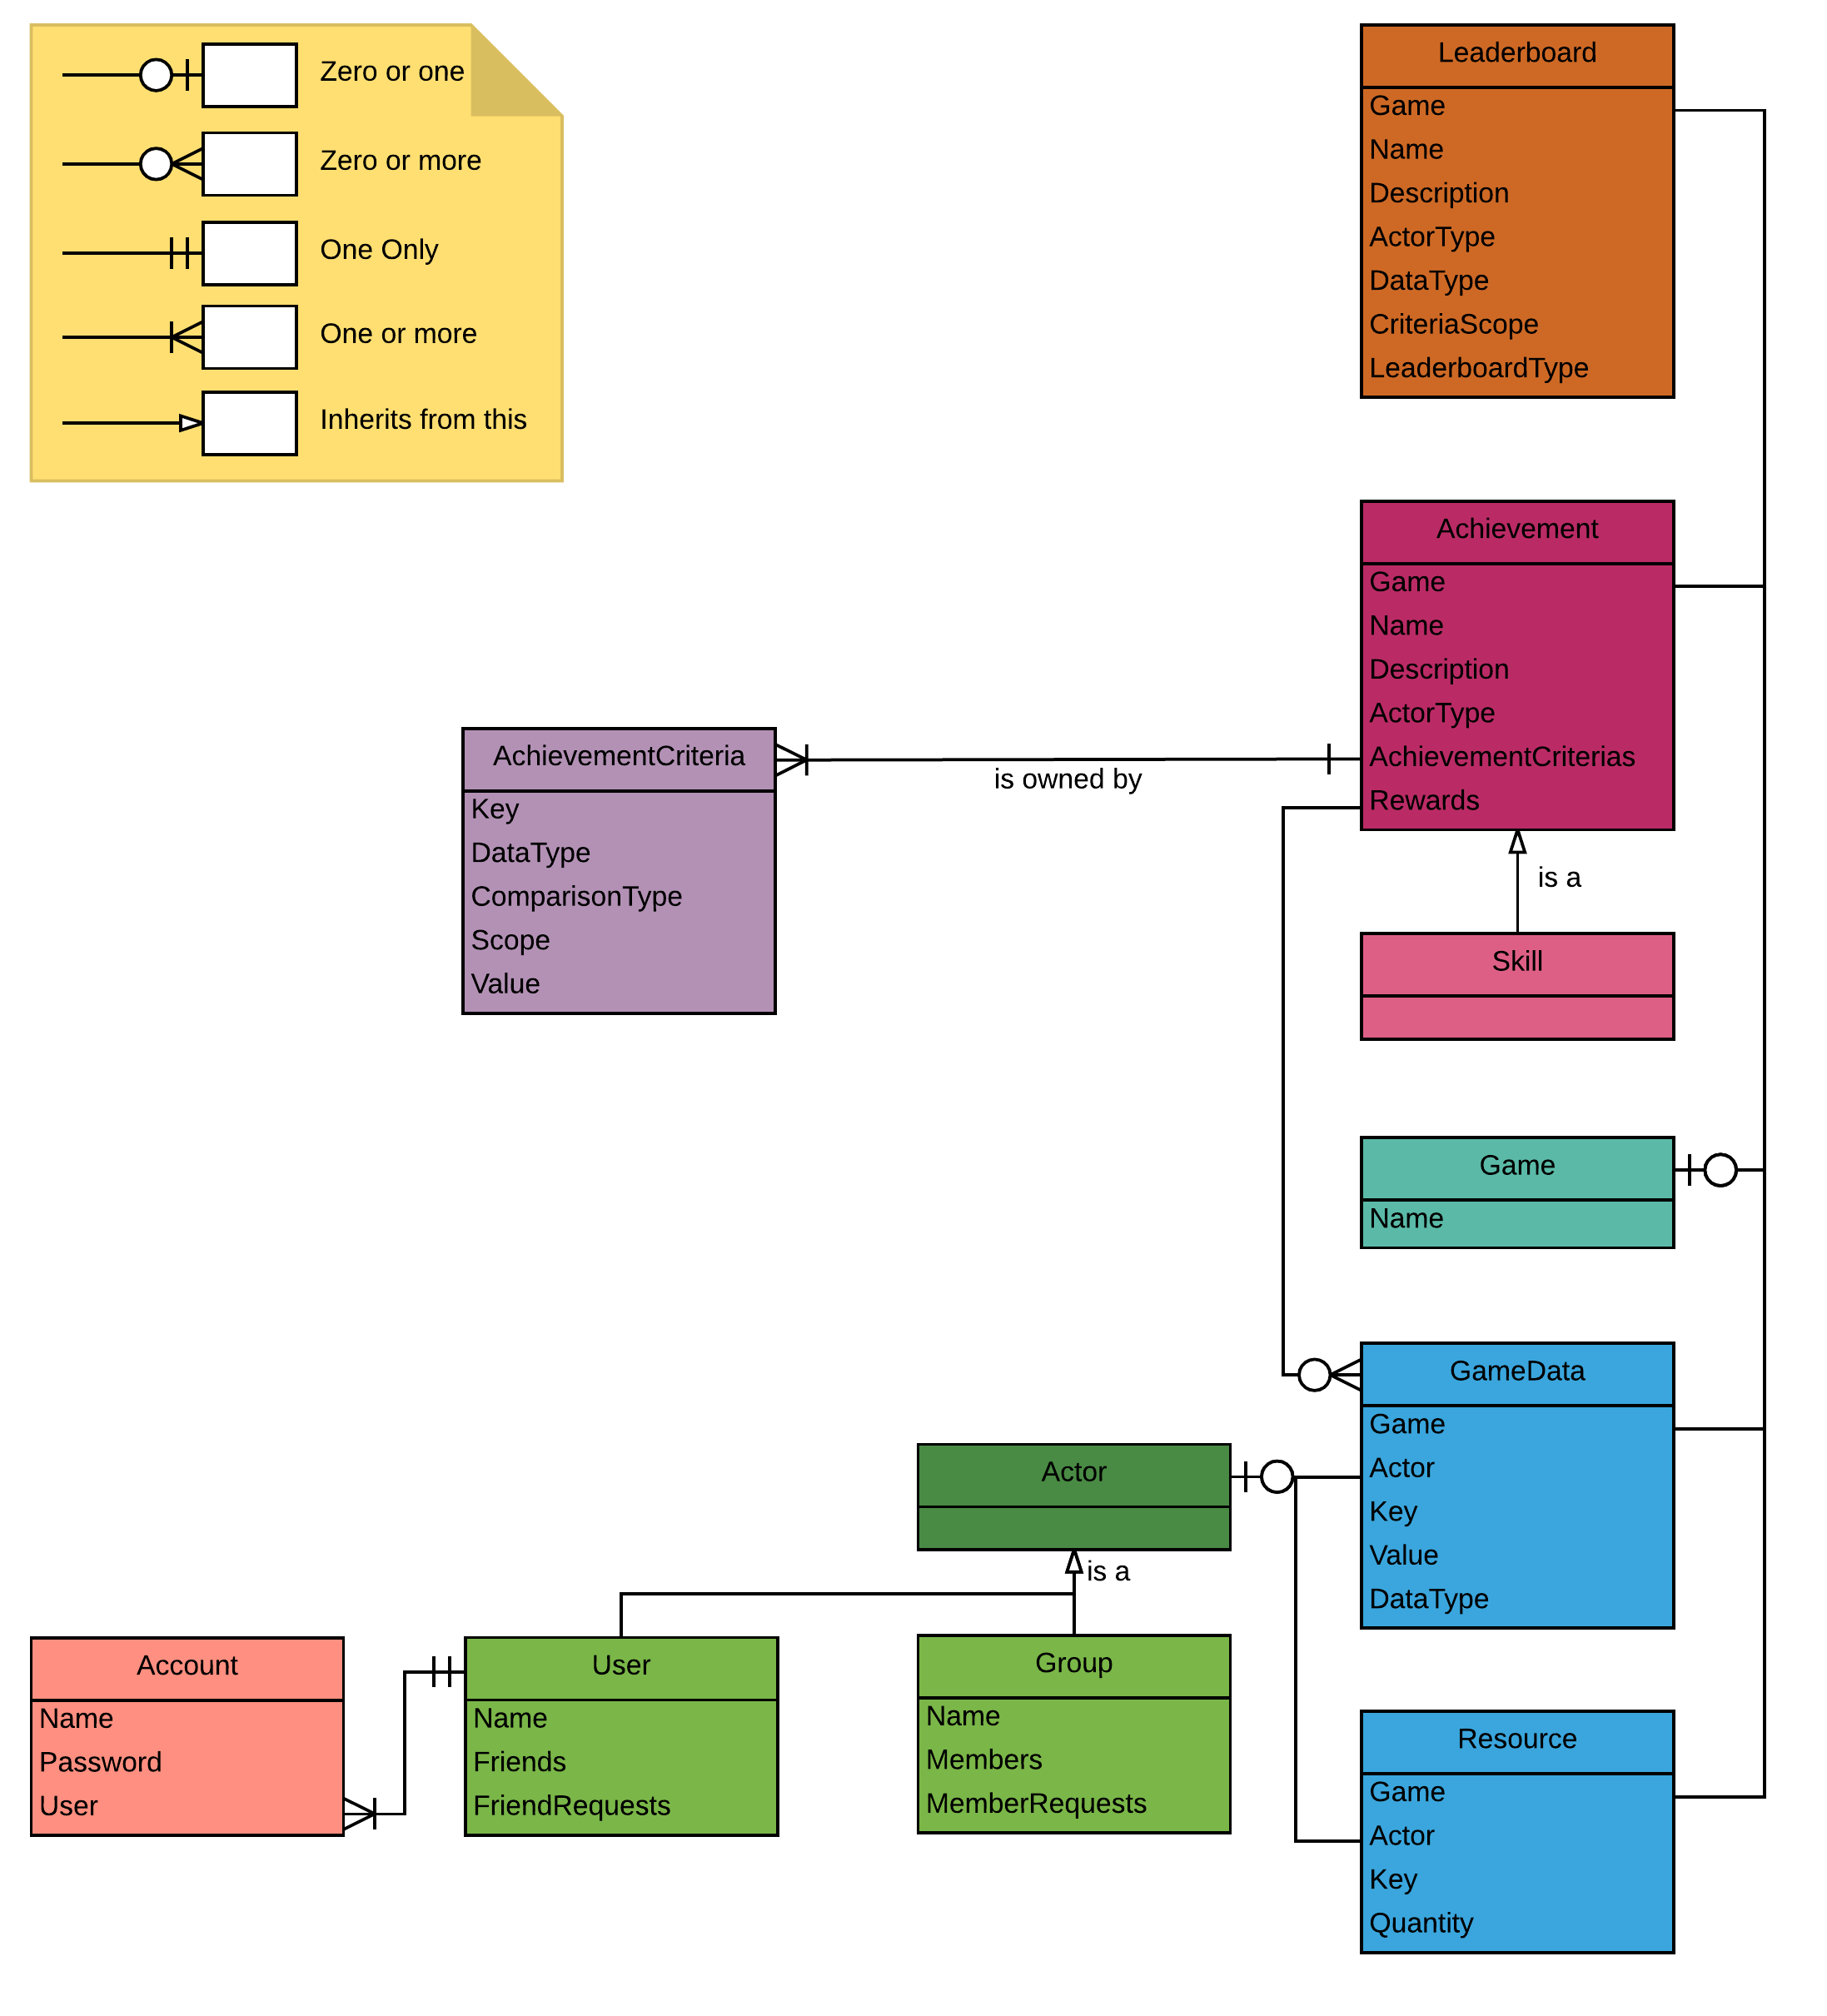 Zero or one
Zero or more
One Only
One or more
Inherits from this
Leaderboard
Game
Name
Description
ActorType
DataType
CriteriaScope
LeaderboardType
Achievement
Game
Name
Description
ActorType
AchievementCriterias
Rewards
AchievementCriteria
Key
DataType
ComparisonType
Scope
Value
is owned by
is a
Skill
Game
Name
GameData
Game
Actor
Key
Value
DataType
Actor
is a
Account
Name
Password
User
User
Name
Friends
FriendRequests
Group
Name
Members
MemberRequests
Resource
Game
Actor
Key
Quantity